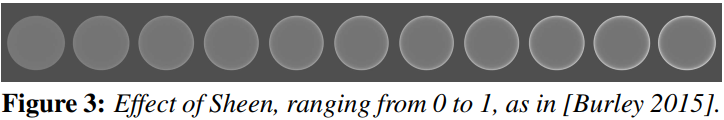 Figure 3: Effect of Sheen, ranging from 0 to 1, as in [Burley 2015].